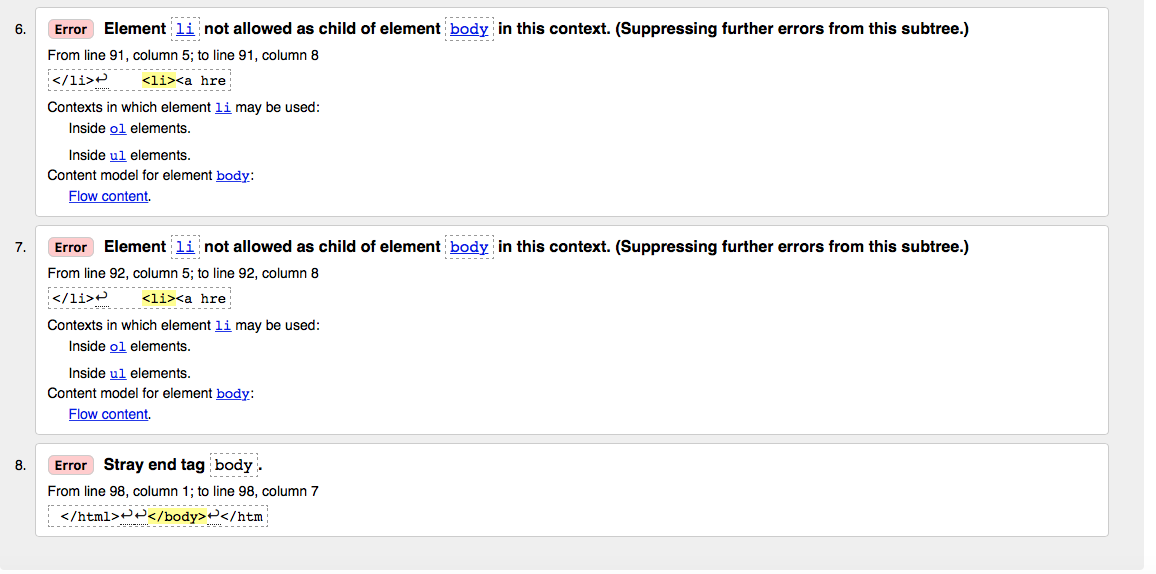 6. Error Element li not allowed as child of element body in this context. (Suppressing further errors from this subtree.)
From line 91, column 5; to line 91, column 8
</li>↩    <li><a hre
Contexts in which element li may be used:
Inside ol elements.
Inside ul elements.
Content model for element body:
Flow content.
7. Error Element li not allowed as child of element body in this context. (Suppressing further errors from this subtree.)
From line 92, column 5; to line 92, column 8
</li>↩    <li><a hre
Contexts in which element li may be used:
Inside ol elements.
Inside ul elements.
Content model for element body:
Flow content.
8. Error Stray end tag body.
From line 98, column 1; to line 98, column 7
</html>↩↩</body>↩</htm